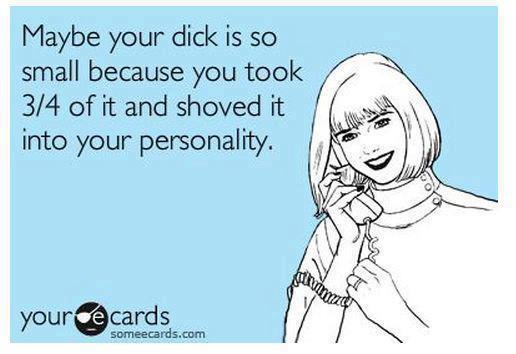 Maybe your dick is so
small because you took
3/4 of it and shoved it
into your personality.
your e cards
someecards.com